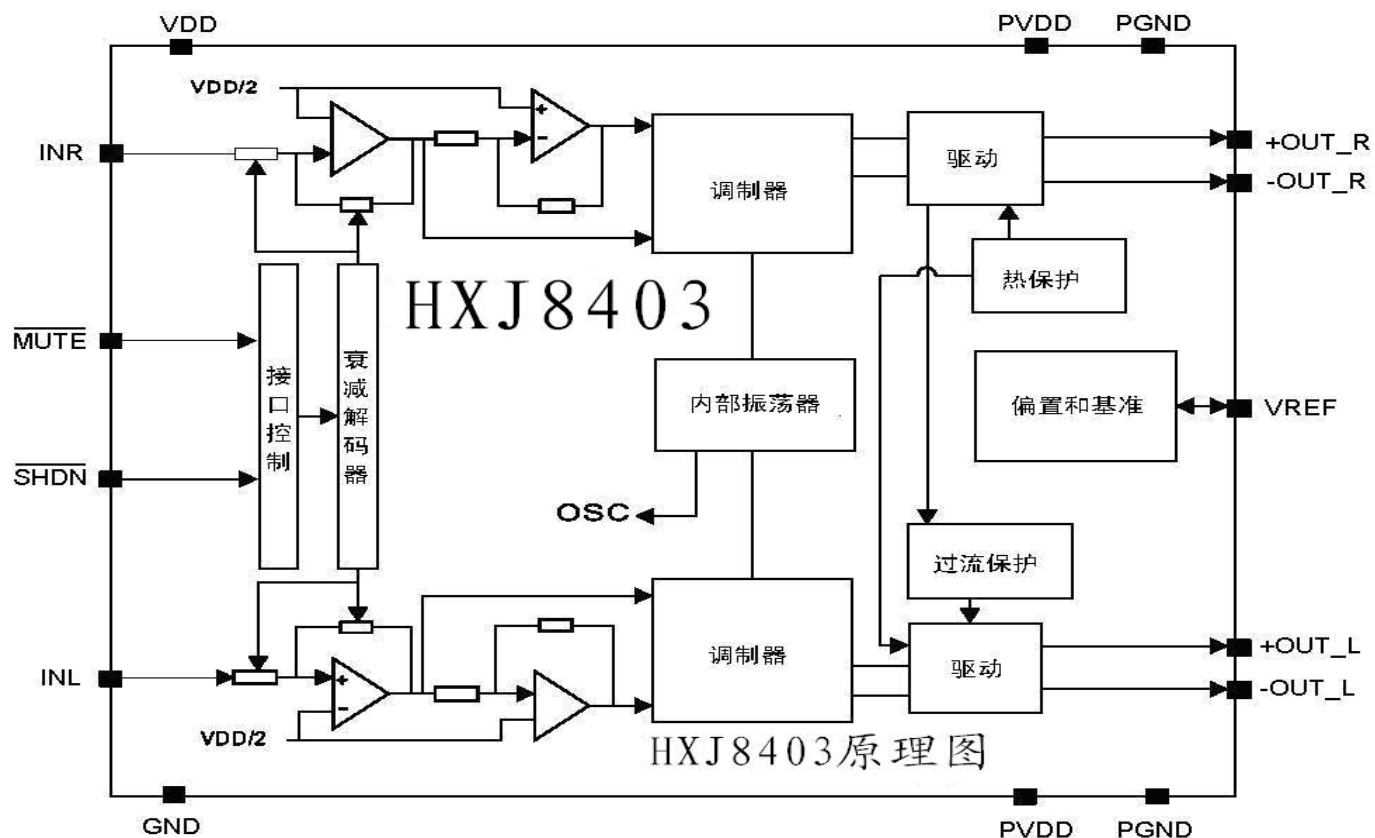 VDD
PVDD
PGND
VDD/2
+
-
INR
+OUT_R
-OUT_R
调制器
驱动
热保护
HXJ8403
MUTE
接口控制
衰减解码器
内部振荡器
偏置和基准
VREF
SHDN
OSC
过流保护
INL
+
-
调制器
驱动
+OUT_L
-OUT_L
VDD/2
HXJ8403原理图
GND
PVDD
PGND